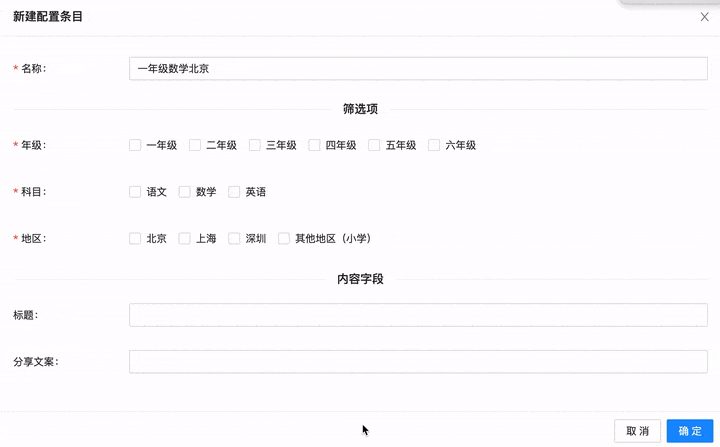 新建配置条目
* 名称: 一年级数学北京
筛选项
* 年级: 一年级 二年级 三年级 四年级 五年级 六年级
* 科目: 语文 数学 英语
* 地区: 北京 上海 深圳 其他地区（小学）
内容字段
标题:
分享文案:
取 消 确 定